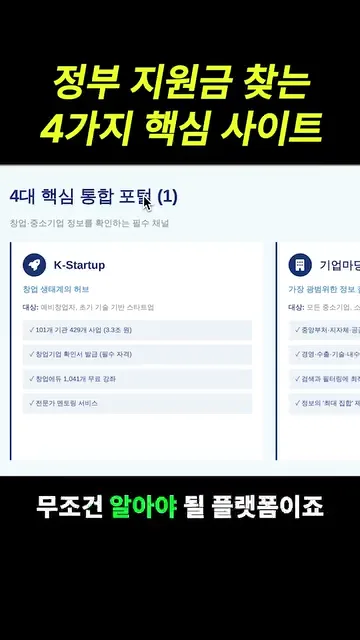 정부 지원금 찾는
4가지 핵심 사이트
4대 핵심 통합 포털 (1)
창업·중소기업 정보를 확인하는 필수 채널
K-Startup
창업 생태계의 허브
대상: 예비창업자, 초기 기술 기반 스타트업
✓ 101개 기관 429개 사업 (3.3조 원)
✓ 창업기업 확인서 발급 (필수 자격)
✓ 창업에듀 1,041개 무료 강좌
✓ 전문가 멘토링 서비스
기업마당
가장 광범위한 정보
대상: 모든 중소기업, 소
✓ 중앙부처·지자체·공공
✓ 경영·수출·기술·내수
✓ 검색과 필터링에 최적
✓ 정보의 '최대 집합' 제
무조건 알아야 될 플랫폼이죠